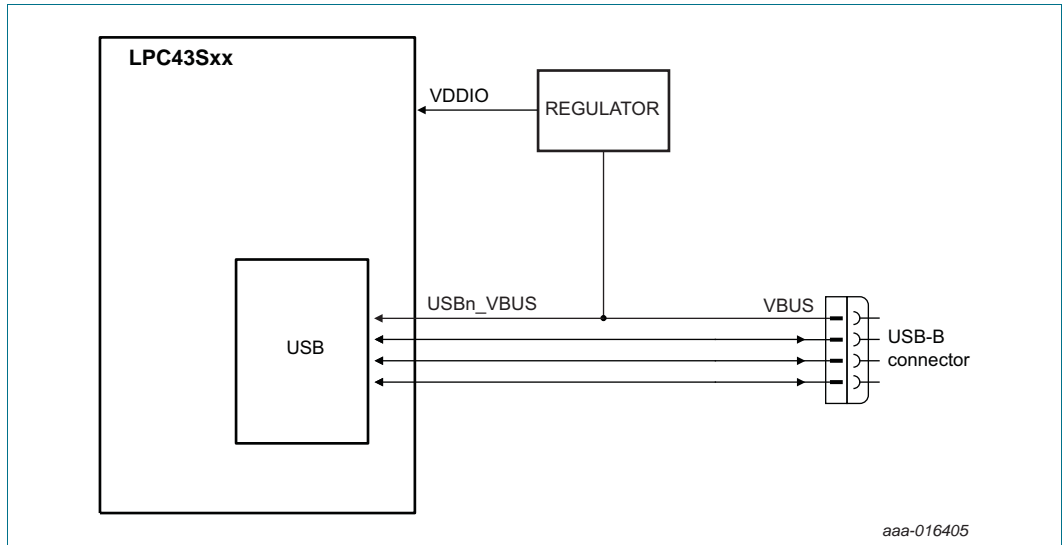 LPC43Sxx
VDDIO
REGULATOR
USBn_VBUS
VBUS
USB
USB-B
connector
aaa-016405